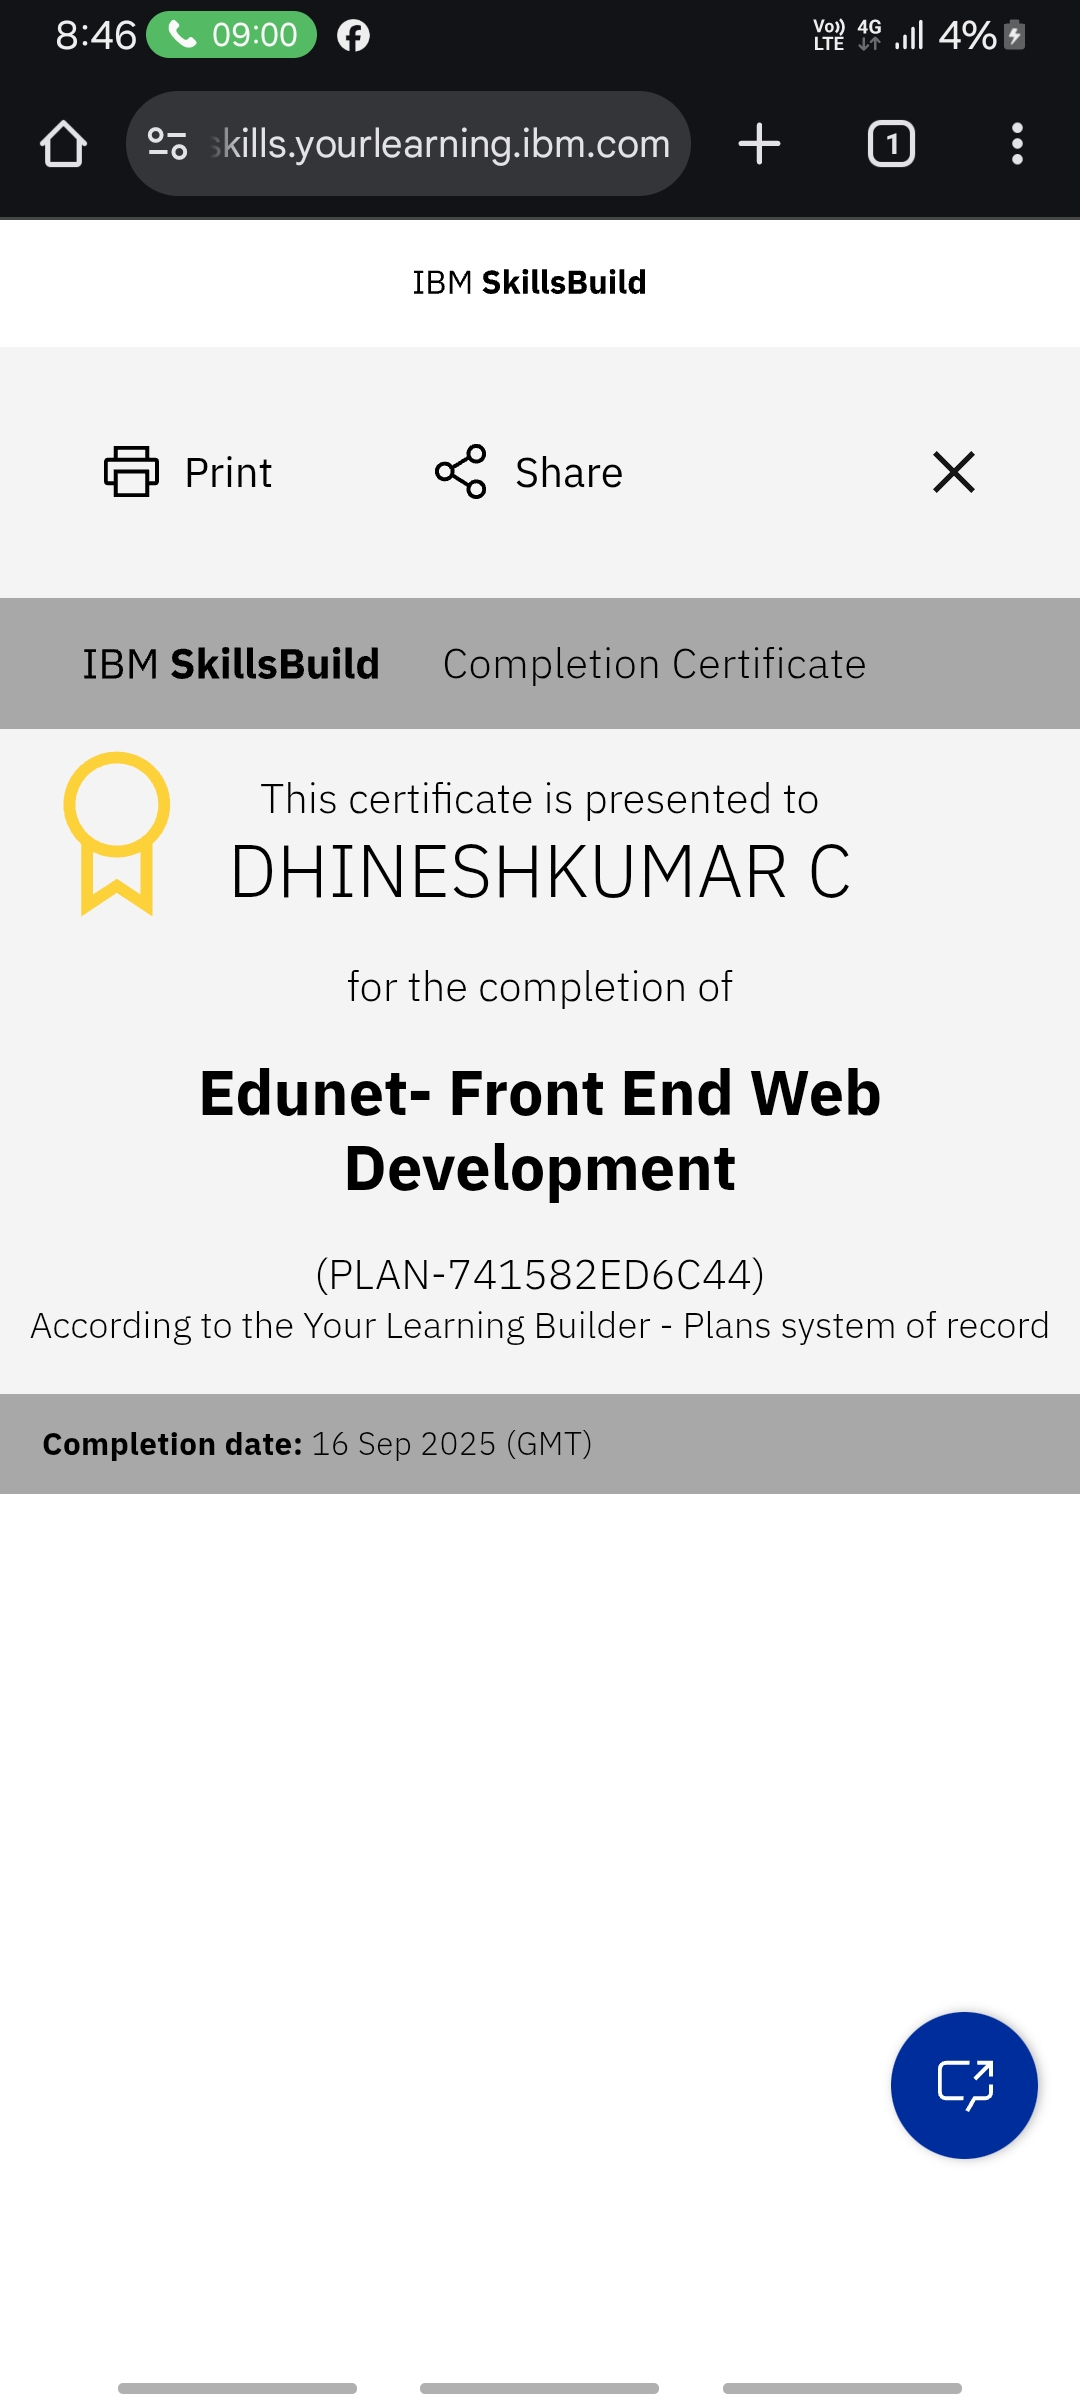 8:46 09:00 Vo)) LTE 4G 4%
skills.yourlearning.ibm.com 1
IBM SkillsBuild
Print Share
IBM SkillsBuild Completion Certificate
This certificate is presented to
DHINESHKUMAR C
for the completion of
Edunet- Front End Web
Development
(PLAN-741582ED6C44)
According to the Your Learning Builder - Plans system of record
Completion date: 16 Sep 2025 (GMT)